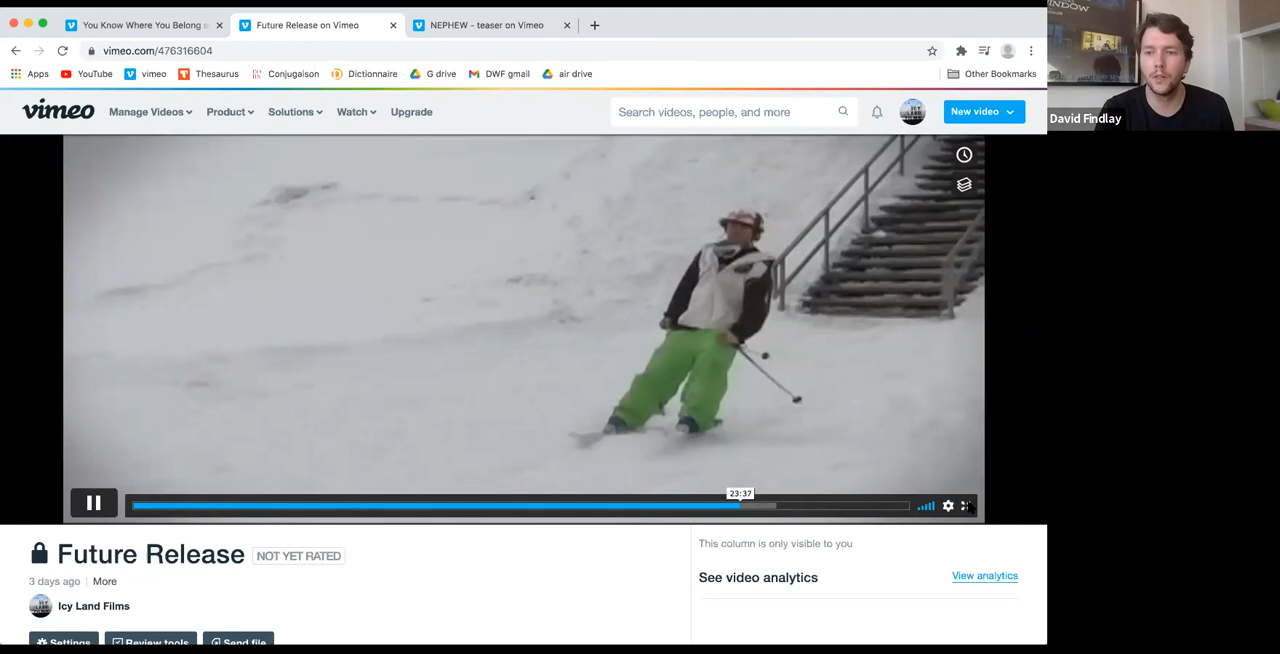 You Know Where You Belong o
Future Release on Vimeo
NEPHEW - teaser on Vimeo
vimeo.com/476316604
Apps
YouTube
vimeo
Thesaurus
Conjugaison
Dictionnaire
G drive
DWF gmail
air drive
Other Bookmarks
WINDOW
David Findlay
vimeo
Manage Videos
Product
Solutions
Watch
Upgrade
Search videos, people, and more
New video
23:37
Future Release
NOT YET RATED
3 days ago
More
Icy Land Films
Settings
Review tools
Send file
This column is only visible to you
See video analytics
View analytics